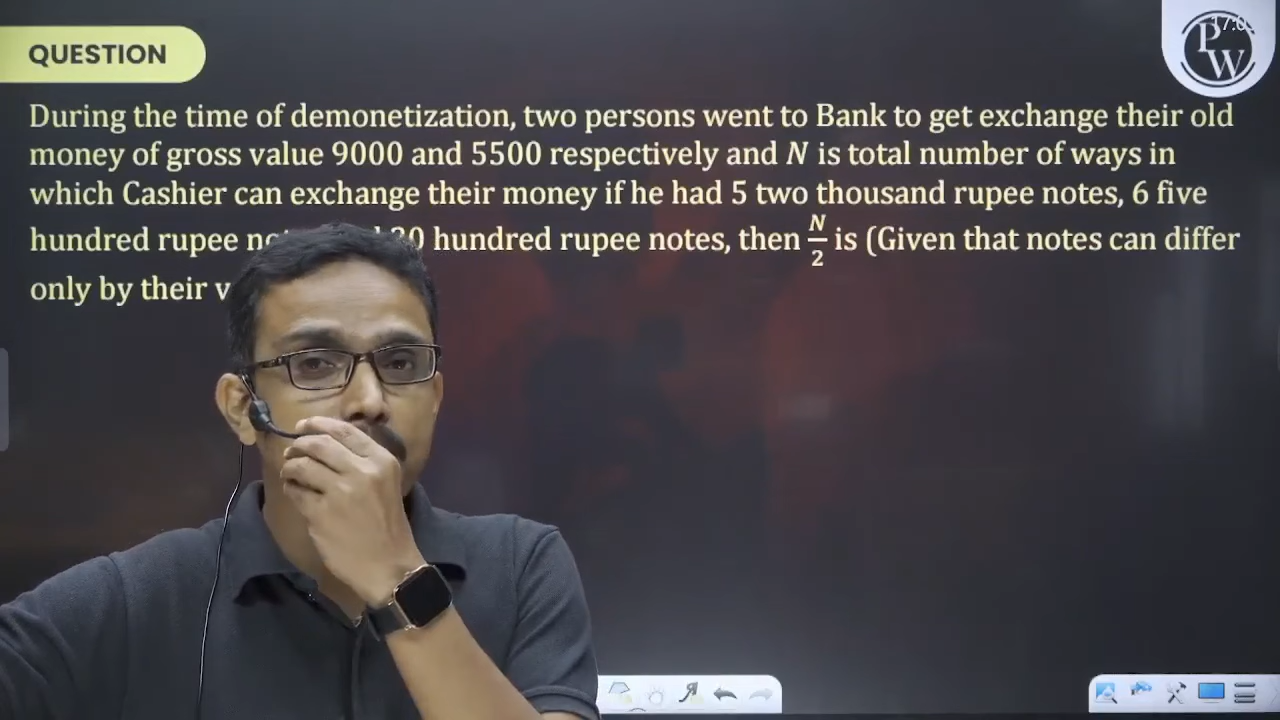 QUESTION
17:0
PW
During the time of demonetization, two persons went to Bank to get exchange their old
money of gross value 9000 and 5500 respectively and N is total number of ways in
which Cashier can exchange their money if he had 5 two thousand rupee notes, 6 five
hundred rupee hundred rupee notes, then N/2 is (Given that notes can differ
only by their